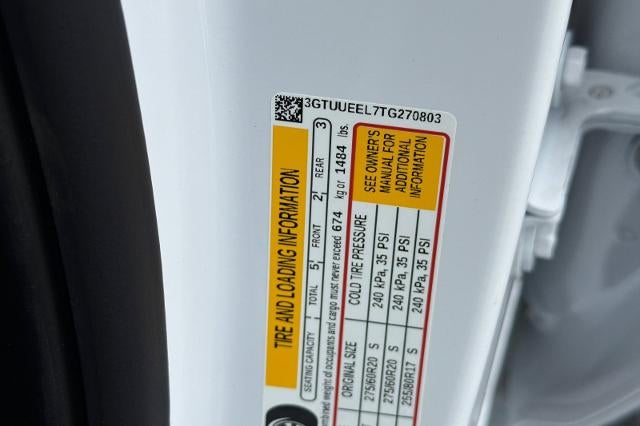 3GTUUEEL7TG270803
TIRE AND LOADING INFORMATION
SEATING CAPACITY TOTAL 5 FRONT 2 REAR 3
combined weight of occupants and cargo must never exceed 674 kg or 1484 lbs.
ORIGINAL SIZE COLD TIRE PRESSURE SEE OWNER'S
MANUAL FOR
ADDITIONAL
INFORMATION
275/60R20 S 240 kPa, 35 PSI
275/60R20 S 240 kPa, 35 PSI
255/80R17 S 240 kPa, 35 PSI